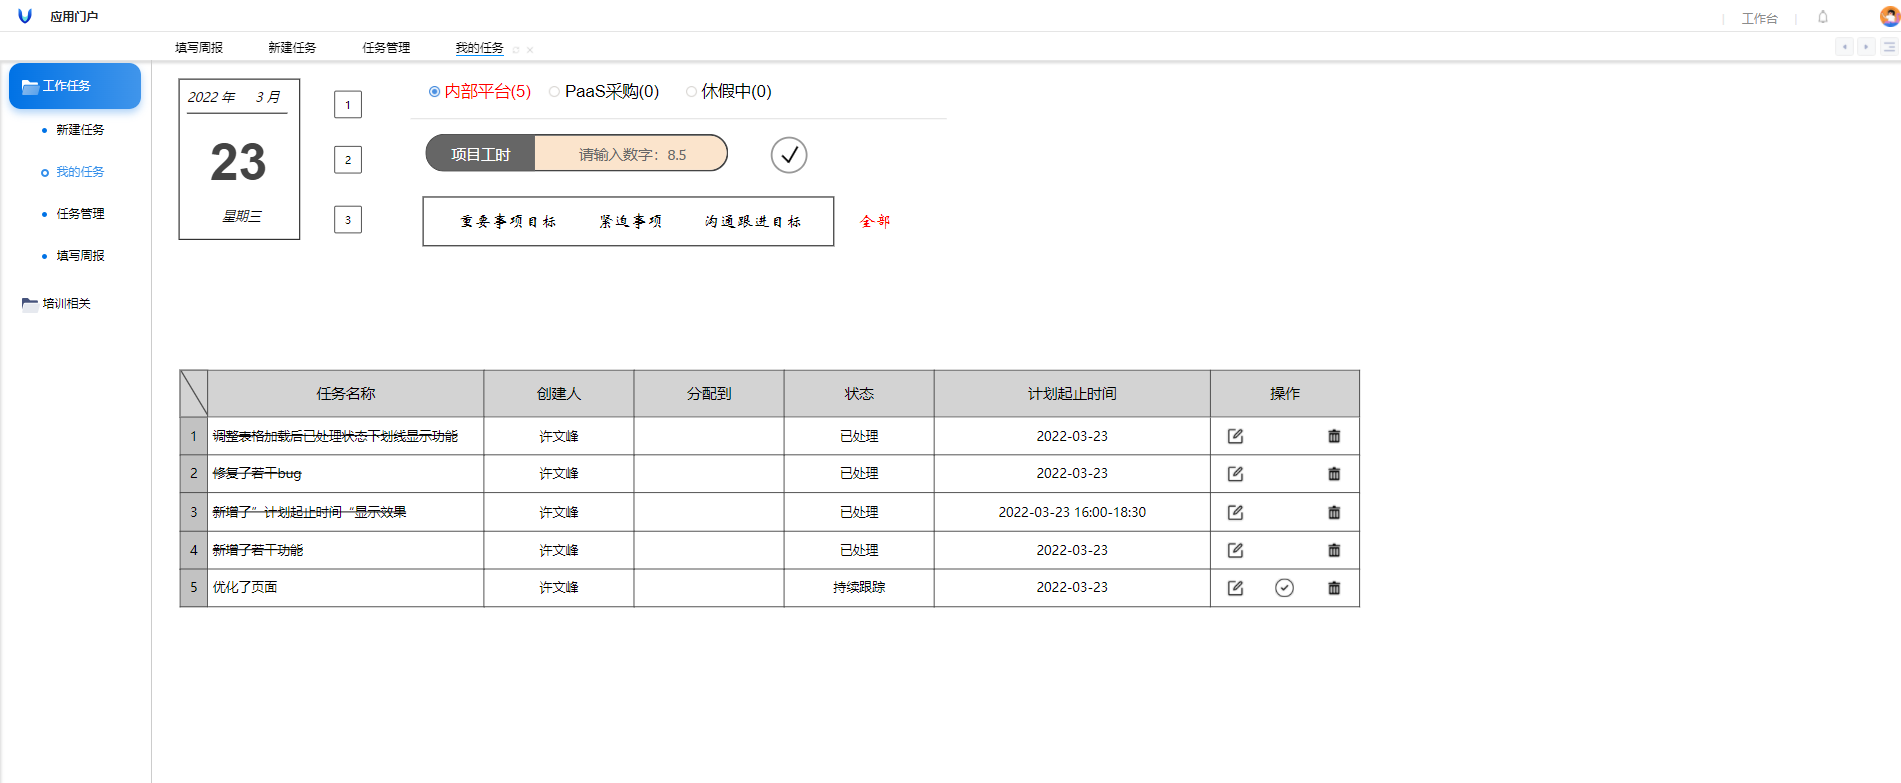 应用门户
工作台
填写周报 新建任务 任务管理 我的任务
工作任务
新建任务
我的任务
任务管理
填写周报
培训相关
2022 年 3 月
23
星期三
1
2
3
内部平台(5) PaaS采购(0) 休假中(0)
项目工时 请输入数字：8.5
重要事项目标 紧迫事项 沟通跟进目标 全部
任务名称 创建人 分配到 状态 计划起止时间 操作
1 调整表格加载后已处理状态下划线显示功能 许文峰 已处理 2022-03-23
2 修复了若干bug 许文峰 已处理 2022-03-23
3 新增了”计划起止时间“显示效果 许文峰 已处理 2022-03-23 16:00-18:30
4 新增了若干功能 许文峰 已处理 2022-03-23
5 优化了页面 许文峰 持续跟踪 2022-03-23